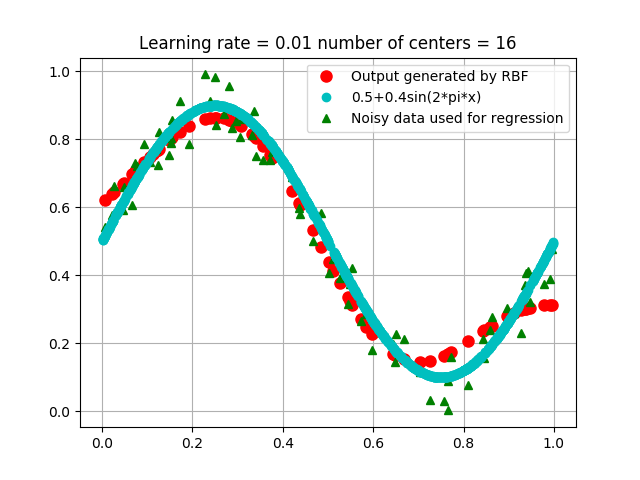 Learning rate = 0.01 number of centers = 16
Output generated by RBF
0.5+0.4sin(2*pi*x)
Noisy data used for regression
1.0
0.8
0.6
0.4
0.2
0.0
0.0 0.2 0.4 0.6 0.8 1.0